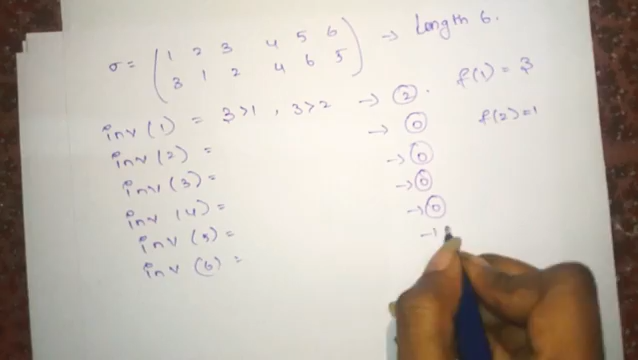 σ = ( 1 2 3 4 5 6 ) → Length 6.
( 3 1 2 4 6 5 )
f(1) = 3
inv (1) = 3>1 , 3>2 → 2 .
f(2)=1
inv (2) = → 0
inv (3) = → 0
inv (4) = → 0
inv (5) = → 0
inv (6) = →